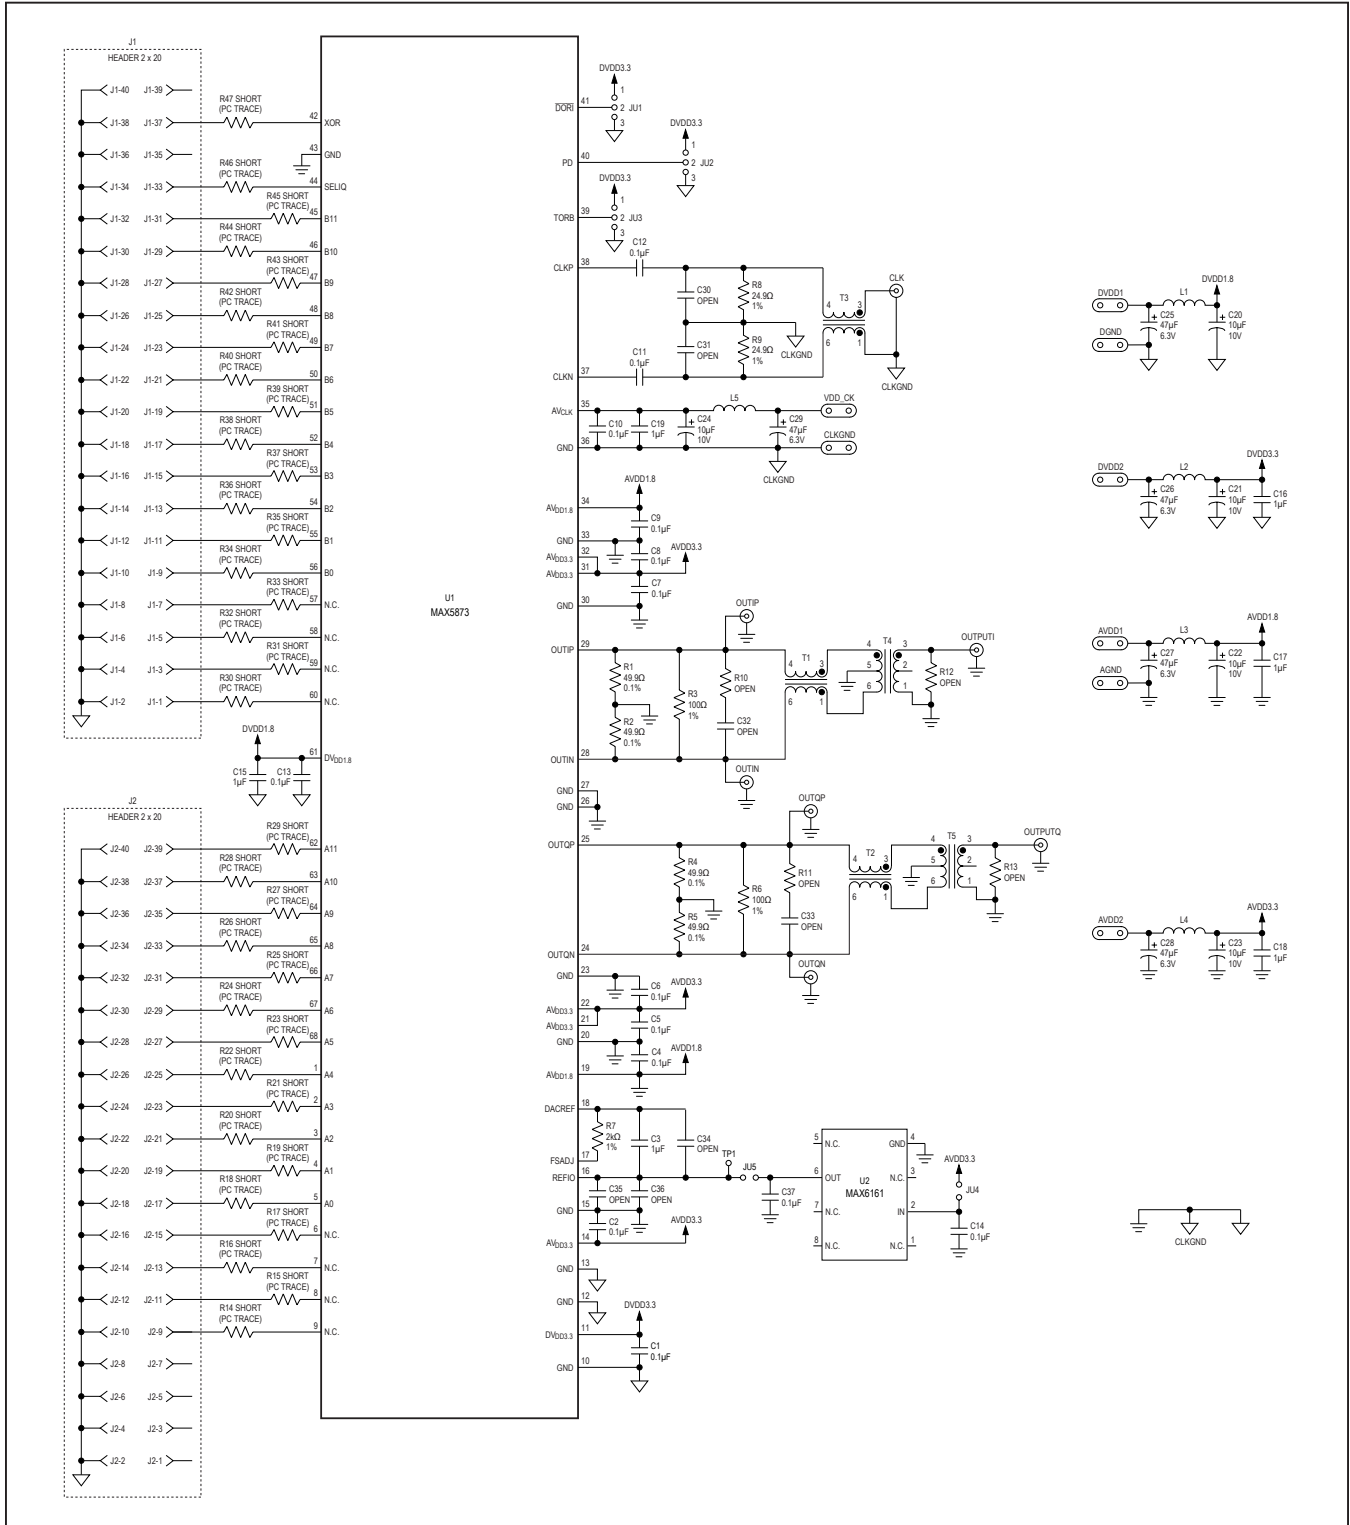 J1
HEADER 2 x 20
J1-40 J1-39
J1-38 J1-37
J1-36 J1-35
J1-34 J1-33
J1-32 J1-31
J1-30 J1-29
J1-28 J1-27
J1-26 J1-25
J1-24 J1-23
J1-22 J1-21
J1-20 J1-19
J1-18 J1-17
J1-16 J1-15
J1-14 J1-13
J1-12 J1-11
J1-10 J1-9
J1-8 J1-7
J1-6 J1-5
J1-4 J1-3
J1-2 J1-1
R47 SHORT
(PC TRACE)
R46 SHORT
(PC TRACE)
R45 SHORT
(PC TRACE)
R44 SHORT
(PC TRACE)
R43 SHORT
(PC TRACE)
R42 SHORT
(PC TRACE)
R41 SHORT
(PC TRACE)
R40 SHORT
(PC TRACE)
R39 SHORT
(PC TRACE)
R38 SHORT
(PC TRACE)
R37 SHORT
(PC TRACE)
R36 SHORT
(PC TRACE)
R35 SHORT
(PC TRACE)
R34 SHORT
(PC TRACE)
R33 SHORT
(PC TRACE)
R32 SHORT
(PC TRACE)
R31 SHORT
(PC TRACE)
R30 SHORT
(PC TRACE)
42 XOR
43 GND
44 SELIQ
45 B11
46 B10
47 B9
48 B8
49 B7
50 B6
51 B5
52 B4
53 B3
54 B2
55 B1
56 B0
57 N.C.
58 N.C.
59 N.C.
60 N.C.
DVDD1.8
61 DVDD1.8
C15
1µF
C13
0.1µF
J2
HEADER 2 x 20
J2-40 J2-39
J2-38 J2-37
J2-36 J2-35
J2-34 J2-33
J2-32 J2-31
J2-30 J2-29
J2-28 J2-27
J2-26 J2-25
J2-24 J2-23
J2-22 J2-21
J2-20 J2-19
J2-18 J2-17
J2-16 J2-15
J2-14 J2-13
J2-12 J2-11
J2-10 J2-9
J2-8 J2-7
J2-6 J2-5
J2-4 J2-3
J2-2 J2-1
R29 SHORT
(PC TRACE)
R28 SHORT
(PC TRACE)
R27 SHORT
(PC TRACE)
R26 SHORT
(PC TRACE)
R25 SHORT
(PC TRACE)
R24 SHORT
(PC TRACE)
R23 SHORT
(PC TRACE)
R22 SHORT
(PC TRACE)
R21 SHORT
(PC TRACE)
R20 SHORT
(PC TRACE)
R19 SHORT
(PC TRACE)
R18 SHORT
(PC TRACE)
R17 SHORT
(PC TRACE)
R16 SHORT
(PC TRACE)
R15 SHORT
(PC TRACE)
R14 SHORT
(PC TRACE)
62 A11
63 A10
64 A9
65 A8
66 A7
67 A6
68 A5
1 A4
2 A3
3 A2
4 A1
5 A0
6 N.C.
7 N.C.
8 N.C.
9 N.C.
U1
MAX5873
DORI 41
DVDD3.3
1
2 JU1
3
PD 40
DVDD3.3
1
2 JU2
3
TORB 39
DVDD3.3
1
2 JU3
3
CLKP 38
C12
0.1µF
C30
OPEN
R8
24.9Ω
1%
C31
OPEN
R9
24.9Ω
1%
CLKGND
T3
4 3
6 1
CLK
CLKGND
CLKN 37
C11
0.1µF
AVCLK 35
C10
0.1µF
C19
1µF
C24
10µF
10V
L5
C29
47µF
6.3V
VDD_CK
CLKGND
GND 36
CLKGND
AVDD1.8
AVDD1.8 34
C9
0.1µF
GND 33
AVDD3.3 32
C8
0.1µF
AVDD3.3
AVDD3.3 31
C7
0.1µF
GND 30
OUTIP 29
R1
49.9Ω
0.1%
R2
49.9Ω
0.1%
R3
100Ω
1%
R10
OPEN
C32
OPEN
OUTIP
T1
4 3
6 1
T4
4 3
5 2
6 1
R12
OPEN
OUTPUTI
OUTIN 28
OUTIN
GND 27
GND 26
OUTQP 25
R4
49.9Ω
0.1%
R5
49.9Ω
0.1%
R6
100Ω
1%
R11
OPEN
C33
OPEN
OUTQP
T2
4 3
6 1
T5
4 3
5 2
6 1
R13
OPEN
OUTPUTQ
OUTQN 24
OUTQN
GND 23
C6
0.1µF
AVDD3.3
AVDD3.3 22
AVDD3.3 21
C5
0.1µF
GND 20
C4
0.1µF
AVDD1.8
AVDD1.8 19
DACREF 18
R7
2kΩ
1%
C3
1µF
C34
OPEN
FSADJ 17
REFIO 16
C35
OPEN
C36
OPEN
TP1
JU5
C37
0.1µF
GND 15
C2
0.1µF
AVDD3.3
AVDD3.3 14
GND 13
GND 12
DVDD3.3
DVDD3.3 11
C1
0.1µF
GND 10
U2
MAX6161
5 N.C.
6 OUT
7 N.C.
8 N.C.
GND 4
N.C. 3
IN 2
N.C. 1
AVDD3.3
JU4
C14
0.1µF
DVDD1
L1
DVDD1.8
C25
47µF
6.3V
C20
10µF
10V
DGND
DVDD2
L2
DVDD3.3
C26
47µF
6.3V
C21
10µF
10V
C16
1µF
AVDD1
L3
AVDD1.8
C27
47µF
6.3V
C22
10µF
10V
C17
1µF
AGND
AVDD2
L4
AVDD3.3
C28
47µF
6.3V
C23
10µF
10V
C18
1µF
CLKGND